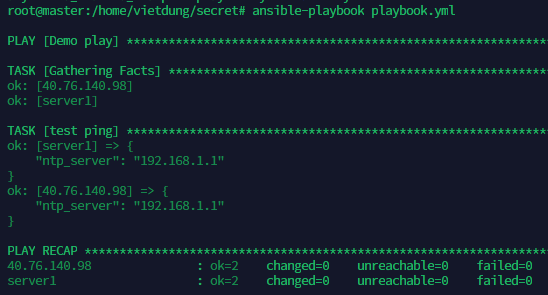 root@master:/home/vietdung/secret# ansible-playbook playbook.yml
PLAY [Demo play] ***************************************************************
TASK [Gathering Facts] *********************************************************
ok: [40.76.140.98]
ok: [server1]
TASK [test ping] ***************************************************************
ok: [server1] => {
    "ntp_server": "192.168.1.1"
}
ok: [40.76.140.98] => {
    "ntp_server": "192.168.1.1"
}
PLAY RECAP *********************************************************************
40.76.140.98               : ok=2    changed=0    unreachable=0    failed=0
server1                    : ok=2    changed=0    unreachable=0    failed=0